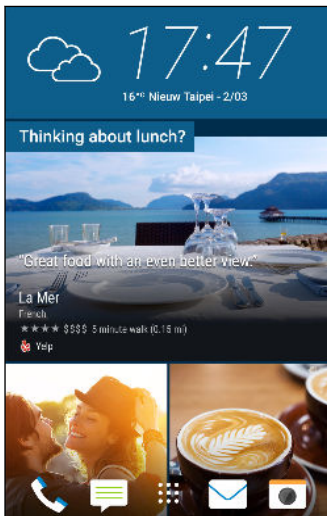 17:47
16°C Nieuw Taipei - 2/03
Thinking about lunch?
"Great food with an even better view."
La Mer
French
★★★★ $$$$ 5 minute walk (0.15 mi)
Yelp